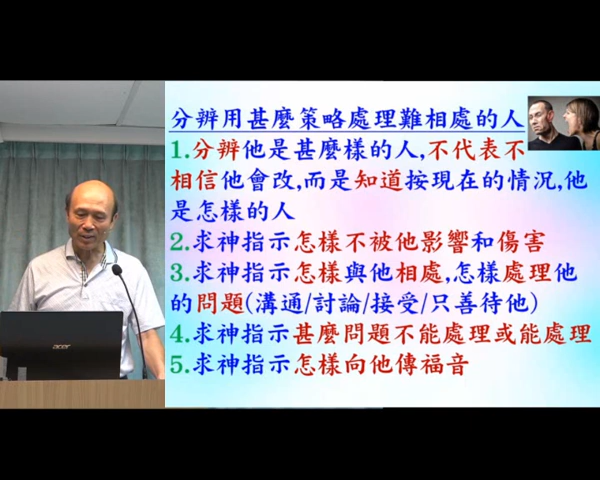 分辨用甚麼策略處理難相處的人
1.分辨他是甚麼樣的人,不代表不
相信他會改,而是知道按現在的情況,他
是怎樣的人
2.求神指示怎樣不被他影響和傷害
3.求神指示怎樣與他相處,怎樣處理他
的問題(溝通/討論/接受/只善待他)
4.求神指示甚麼問題不能處理或能處理
5.求神指示怎樣向他傳福音
acer